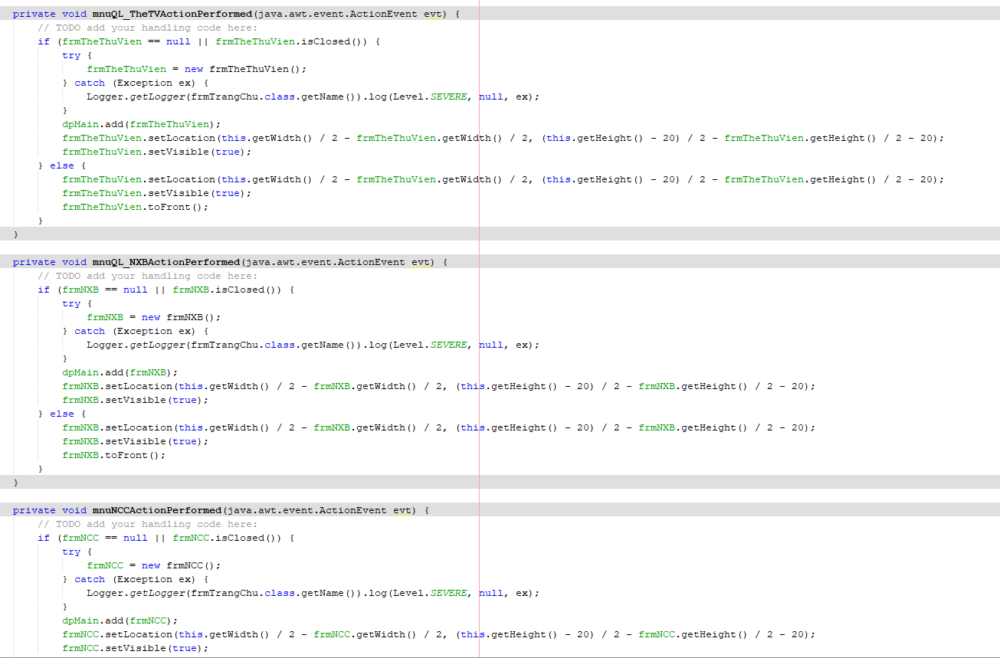 private void mnuQL_TheTVActionPerformed(java.awt.event.ActionEvent evt) {
// TODO add your handling code here:
if (frmTheThuVien == null || frmTheThuVien.isClosed()) {
try {
frmTheThuVien = new frmTheThuVien();
} catch (Exception ex) {
Logger.getLogger(frmTrangChu.class.getName()).log(Level.SEVERE, null, ex);
}
dpMain.add(frmTheThuVien);
frmTheThuVien.setLocation(this.getWidth() / 2 - frmTheThuVien.getWidth() / 2, (this.getHeight() - 20) / 2 - frmTheThuVien.getHeight() / 2 - 20);
frmTheThuVien.setVisible(true);
} else {
frmTheThuVien.setLocation(this.getWidth() / 2 - frmTheThuVien.getWidth() / 2, (this.getHeight() - 20) / 2 - frmTheThuVien.getHeight() / 2 - 20);
frmTheThuVien.setVisible(true);
frmTheThuVien.toFront();
}
}
private void mnuQL_NXBActionPerformed(java.awt.event.ActionEvent evt) {
// TODO add your handling code here:
if (frmNXB == null || frmNXB.isClosed()) {
try {
frmNXB = new frmNXB();
} catch (Exception ex) {
Logger.getLogger(frmTrangChu.class.getName()).log(Level.SEVERE, null, ex);
}
dpMain.add(frmNXB);
frmNXB.setLocation(this.getWidth() / 2 - frmNXB.getWidth() / 2, (this.getHeight() - 20) / 2 - frmNXB.getHeight() / 2 - 20);
frmNXB.setVisible(true);
} else {
frmNXB.setLocation(this.getWidth() / 2 - frmNXB.getWidth() / 2, (this.getHeight() - 20) / 2 - frmNXB.getHeight() / 2 - 20);
frmNXB.setVisible(true);
frmNXB.toFront();
}
}
private void mnuNCCActionPerformed(java.awt.event.ActionEvent evt) {
// TODO add your handling code here:
if (frmNCC == null || frmNCC.isClosed()) {
try {
frmNCC = new frmNCC();
} catch (Exception ex) {
Logger.getLogger(frmTrangChu.class.getName()).log(Level.SEVERE, null, ex);
}
dpMain.add(frmNCC);
frmNCC.setLocation(this.getWidth() / 2 - frmNCC.getWidth() / 2, (this.getHeight() - 20) / 2 - frmNCC.getHeight() / 2 - 20);
frmNCC.setVisible(true);